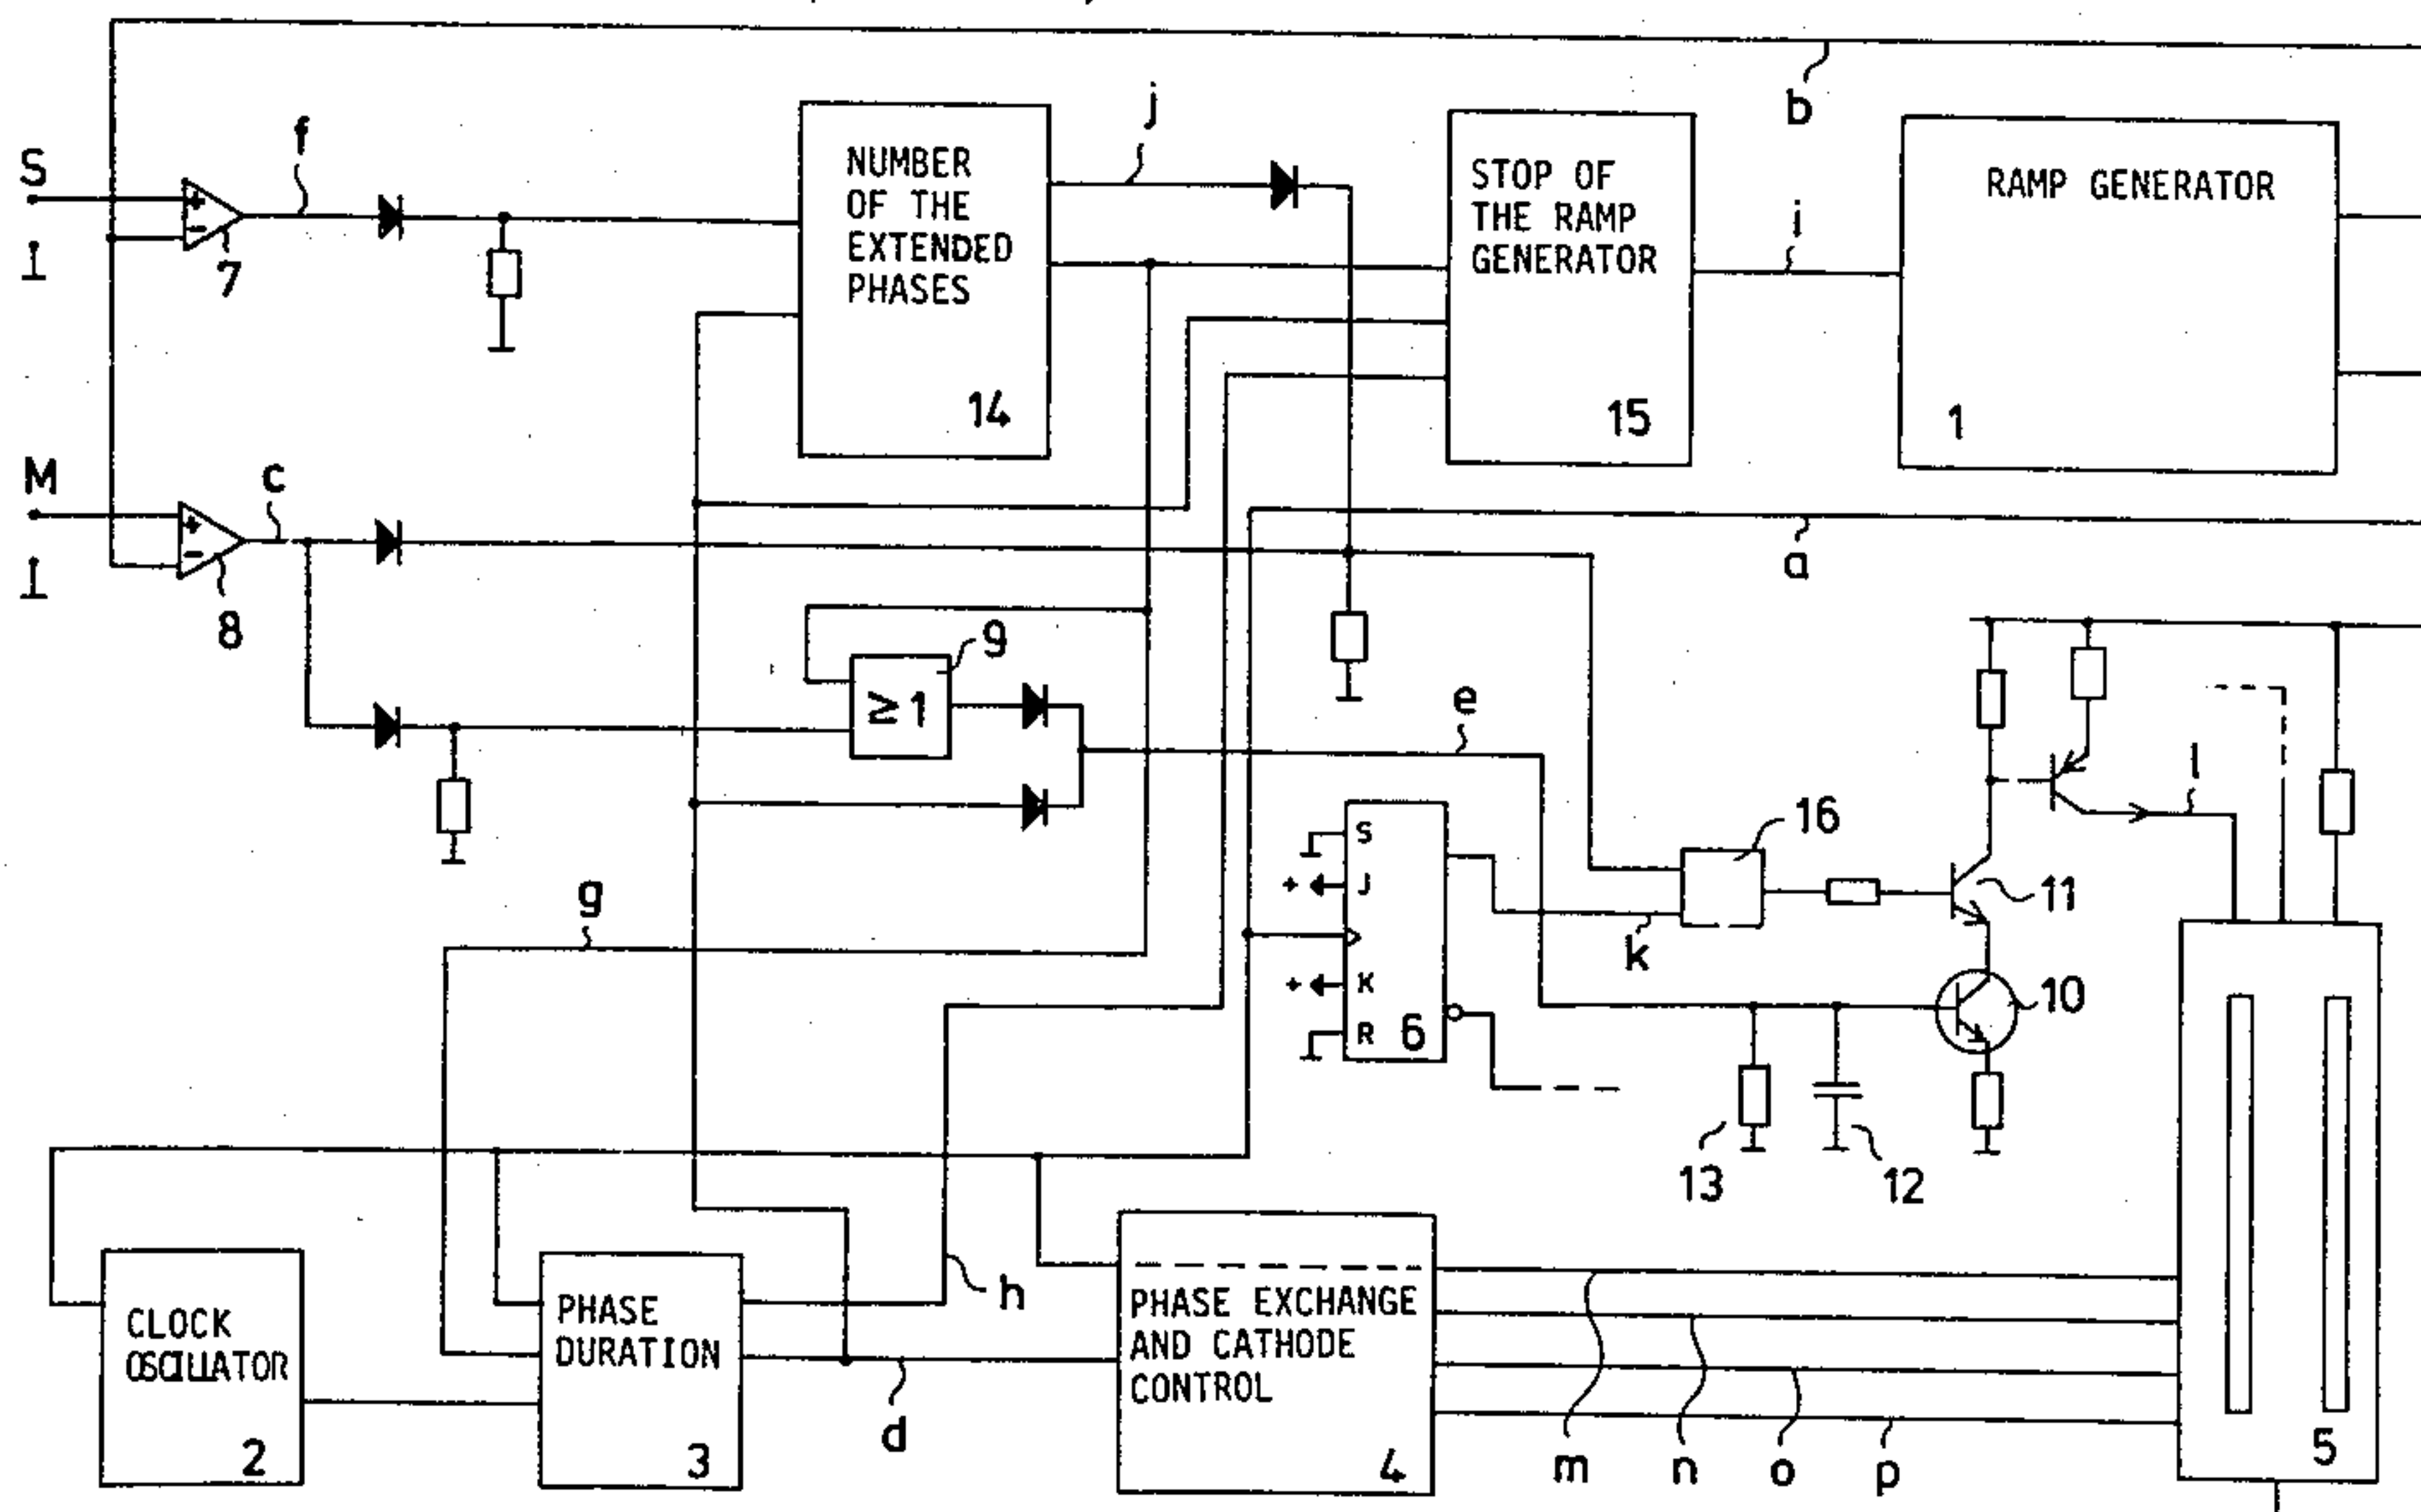 b
j
f
S
+
-
7
NUMBER
OF THE
EXTENDED
PHASES
14
STOP OF
THE RAMP
GENERATOR
15
i
RAMP GENERATOR
1
M
c
+
-
8
a
9
≥1
e
l
16
S
J
+
K
+
R
6
k
11
10
g
13
12
h
CLOCK
OSCILLATOR
2
PHASE
DURATION
3
d
PHASE EXCHANGE
AND CATHODE
CONTROL
4
m
n
o
p
5